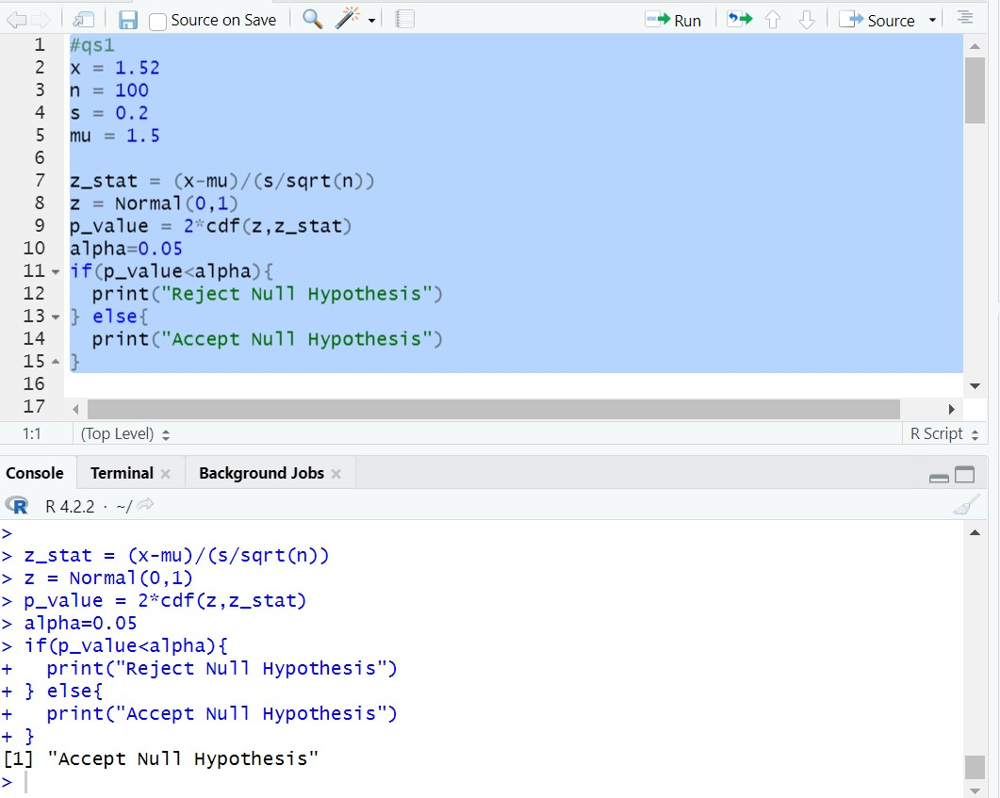 Source on Save Run Source
1 #qs1
2 x = 1.52
3 n = 100
4 s = 0.2
5 mu = 1.5
6
7 z_stat = (x-mu)/(s/sqrt(n))
8 z = Normal(0,1)
9 p_value = 2*cdf(z,z_stat)
10 alpha=0.05
11 if(p_value<alpha){
12   print("Reject Null Hypothesis")
13 } else{
14   print("Accept Null Hypothesis")
15 }
16
17
1:1 (Top Level) R Script
Console Terminal Background Jobs
R R 4.2.2 · ~/
>
> z_stat = (x-mu)/(s/sqrt(n))
> z = Normal(0,1)
> p_value = 2*cdf(z,z_stat)
> alpha=0.05
> if(p_value<alpha){
+   print("Reject Null Hypothesis")
+ } else{
+   print("Accept Null Hypothesis")
+ }
[1] "Accept Null Hypothesis"
>